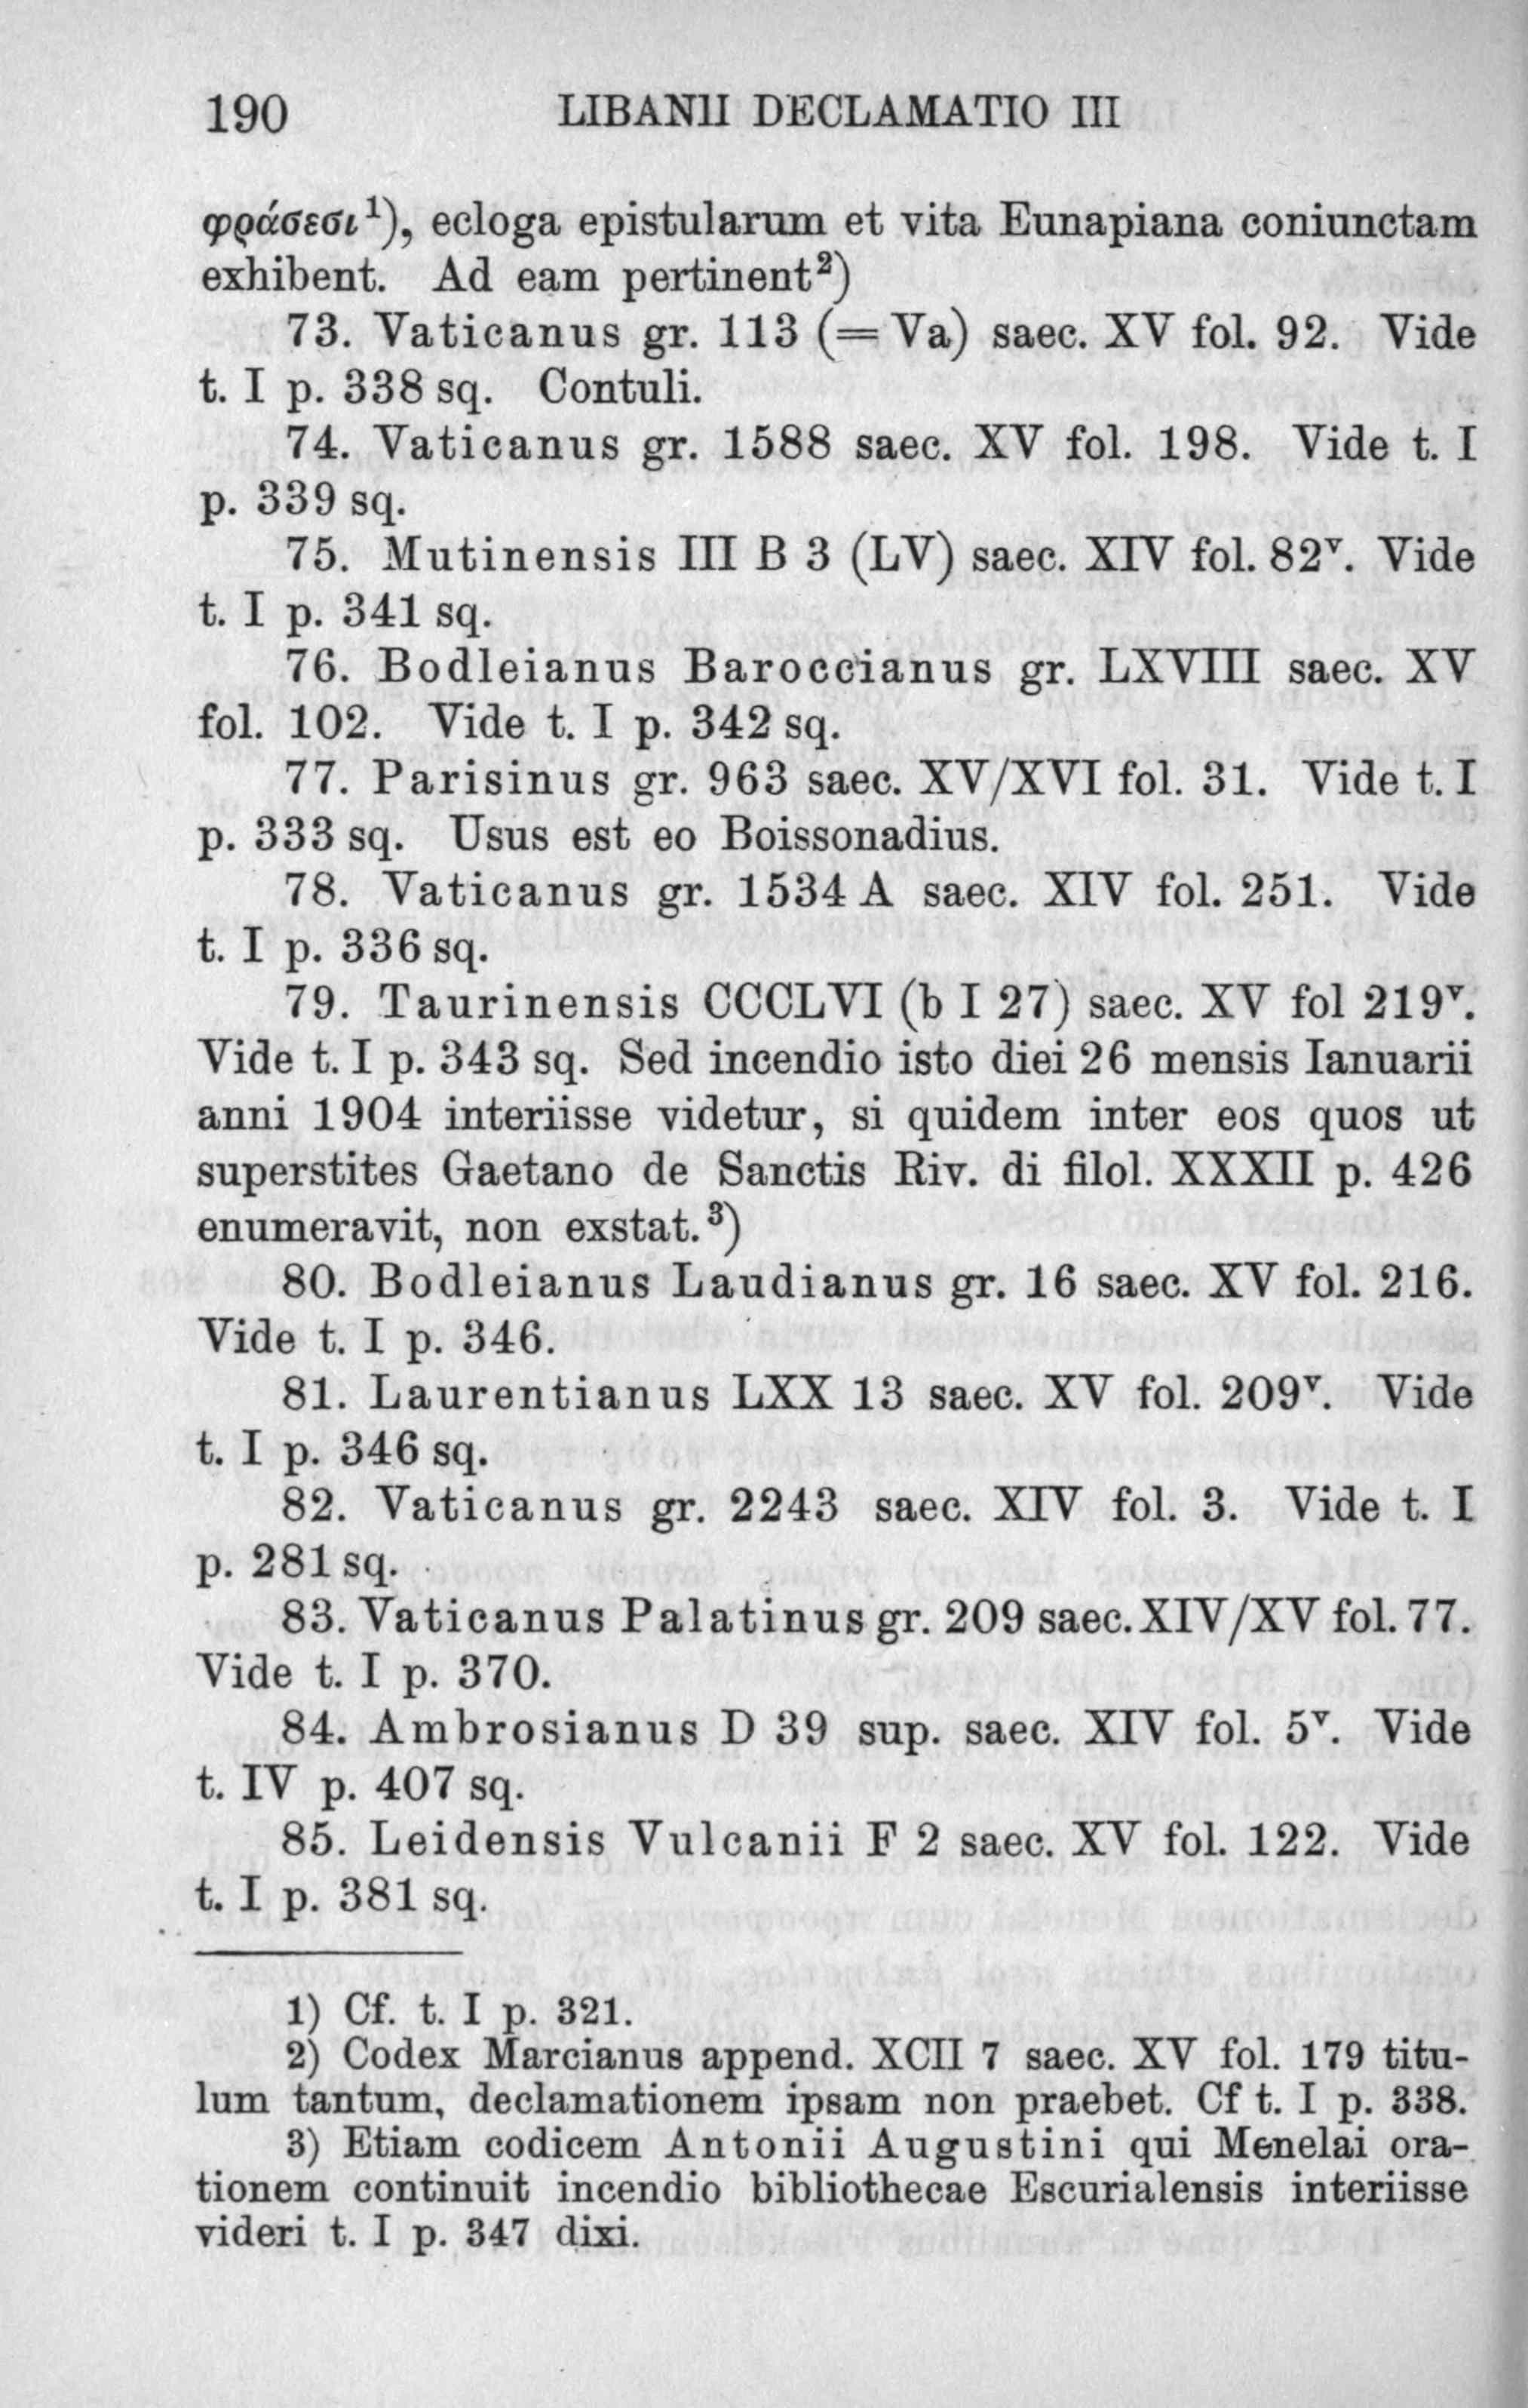 190 LIBANII DECLAMATIO III
φράσεσι¹), ecloga epistularum et vita Eunapiana coniunctam
exhibent. Ad eam pertinent²)
73. Vaticanus gr. 113 (= Va) saec. XV fol. 92. Vide
t. I p. 338 sq. Contuli.
74. Vaticanus gr. 1588 saec. XV fol. 198. Vide t. I
p. 339 sq.
75. Mutinensis III B 3 (LV) saec. XIV fol. 82ᵛ. Vide
t. I p. 341 sq.
76. Bodleianus Baroccianus gr. LXVIII saec. XV
fol. 102. Vide t. I p. 342 sq.
77. Parisinus gr. 963 saec. XV/XVI fol. 31. Vide t. I
p. 333 sq. Usus est eo Boissonadius.
78. Vaticanus gr. 1534 A saec. XIV fol. 251. Vide
t. I p. 336 sq.
79. Taurinensis CCCLVI (b I 27) saec. XV fol 219ᵛ.
Vide t. I p. 343 sq. Sed incendio isto diei 26 mensis Ianuarii
anni 1904 interiisse videtur, si quidem inter eos quos ut
superstites Gaetano de Sanctis Riv. di filol. XXXII p. 426
enumeravit, non exstat.³)
80. Bodleianus Laudianus gr. 16 saec. XV fol. 216.
Vide t. I p. 346.
81. Laurentianus LXX 13 saec. XV fol. 209ᵛ. Vide
t. I p. 346 sq.
82. Vaticanus gr. 2243 saec. XIV fol. 3. Vide t. I
p. 281 sq.
83. Vaticanus Palatinus gr. 209 saec. XIV/XV fol. 77.
Vide t. I p. 370.
84. Ambrosianus D 39 sup. saec. XIV fol. 5ᵛ. Vide
t. IV p. 407 sq.
85. Leidensis Vulcanii F 2 saec. XV fol. 122. Vide
t. I p. 381 sq.
1) Cf. t. I p. 321.
2) Codex Marcianus append. XCII 7 saec. XV fol. 179 titu-
lum tantum, declamationem ipsam non praebet. Cf t. I p. 338.
3) Etiam codicem Antonii Augustini qui Menelai ora-
tionem continuit incendio bibliothecae Escurialensis interiisse
videri t. I p. 347 dixi.